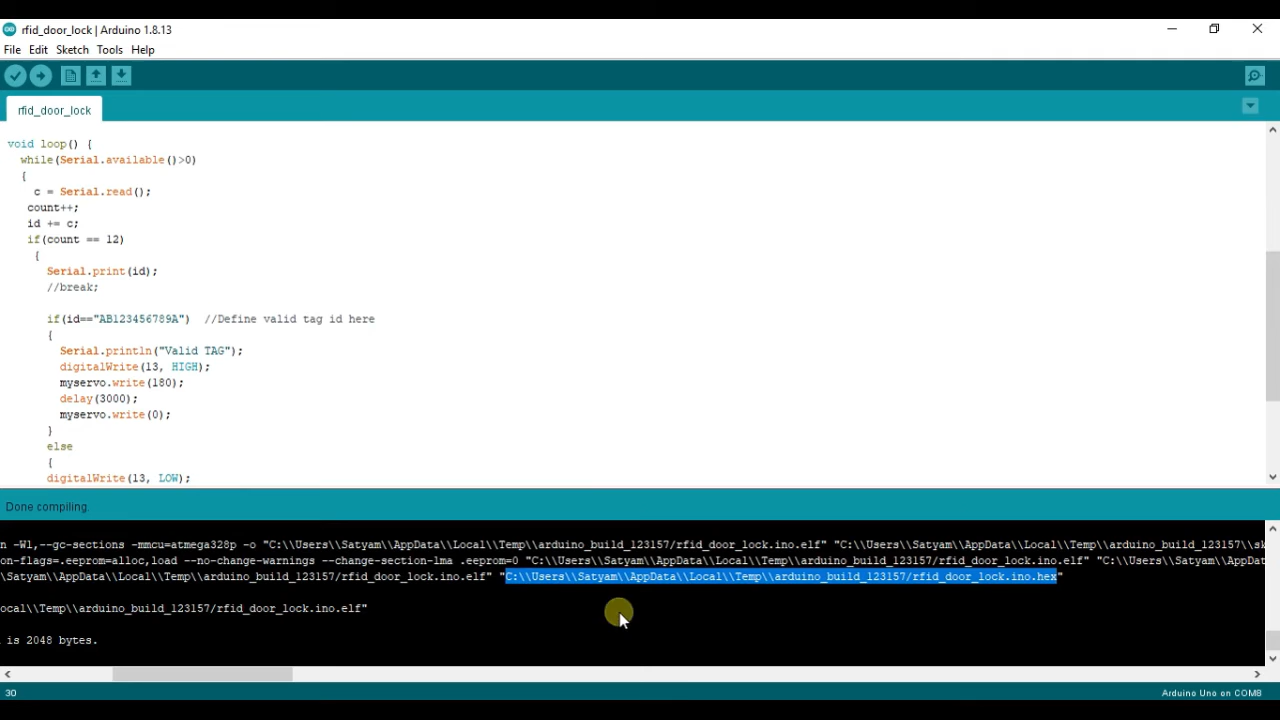 rfid_door_lock | Arduino 1.8.13
File Edit Sketch Tools Help
rfid_door_lock
void loop() {
while(Serial.available()>0)
{
c = Serial.read();
count++;
id += c;
if(count == 12)
{
Serial.print(id);
//break;
if(id=="AB123456789A") //Define valid tag id here
{
Serial.println("Valid TAG");
digitalWrite(13, HIGH);
myservo.write(180);
delay(3000);
myservo.write(0);
}
else
{
digitalWrite(13, LOW);
Done compiling.
n -Wl,--gc-sections -mmcu=atmega328p -o "C:\\Users\\Satyam\\AppData\\Local\\Temp\\arduino_build_123157/rfid_door_lock.ino.elf" "C:\\Users\\Satyam\\AppData\\Local\\Temp\\arduino_build_123157\\sk
on-flags=.eeprom=alloc,load --no-change-warnings --change-section-lma .eeprom=0 "C:\\Users\\Satyam\\AppData\\Local\\Temp\\arduino_build_123157/rfid_door_lock.ino.elf" "C:\\Users\\Satyam\\AppDat
\Satyam\\AppData\\Local\\Temp\\arduino_build_123157/rfid_door_lock.ino.elf" "C:\\Users\\Satyam\\AppData\\Local\\Temp\\arduino_build_123157/rfid_door_lock.ino.hex"
ocal\\Temp\\arduino_build_123157/rfid_door_lock.ino.elf"
is 2048 bytes.
30
Arduino Uno on COM8